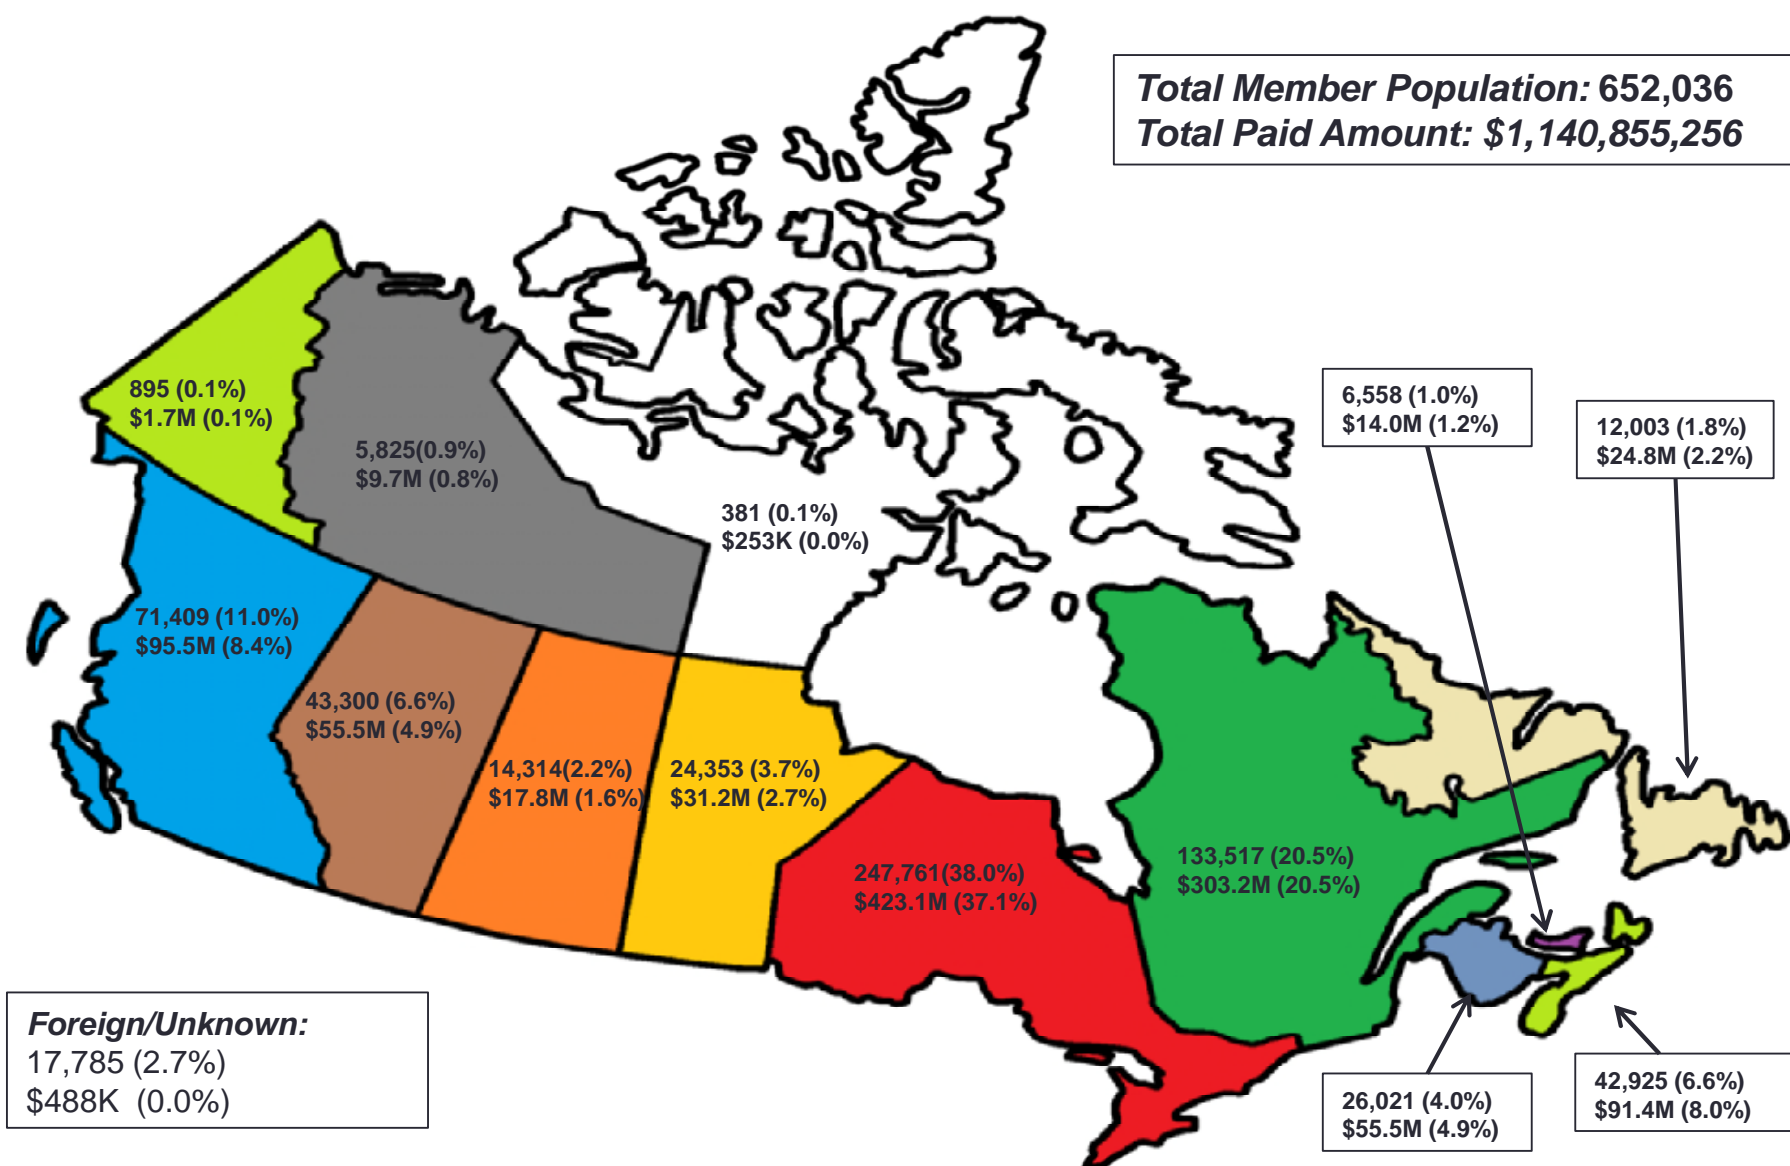 Total Member Population: 652,036
Total Paid Amount: $1,140,855,256
895 (0.1%)
$1.7M (0.1%)
5,825(0.9%)
$9.7M (0.8%)
381 (0.1%)
$253K (0.0%)
6,558 (1.0%)
$14.0M (1.2%)
12,003 (1.8%)
$24.8M (2.2%)
71,409 (11.0%)
$95.5M (8.4%)
43,300 (6.6%)
$55.5M (4.9%)
14,314(2.2%)
$17.8M (1.6%)
24,353 (3.7%)
$31.2M (2.7%)
247,761(38.0%)
$423.1M (37.1%)
133,517 (20.5%)
$303.2M (20.5%)
Foreign/Unknown:
17,785 (2.7%)
$488K (0.0%)
26,021 (4.0%)
$55.5M (4.9%)
42,925 (6.6%)
$91.4M (8.0%)